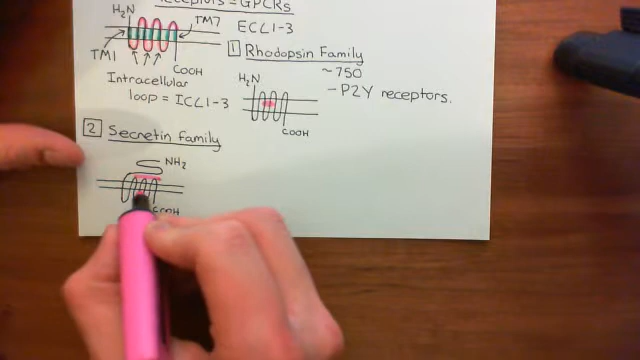 Receptors = GPCRs
H₂N
TM7
ECL1-3
TM1
COOH
Intracellular
loop = ICL1-3
1 Rhodopsin Family
~750
- P2Y receptors.
H₂N
COOH
2 Secretin Family
NH₂
COOH